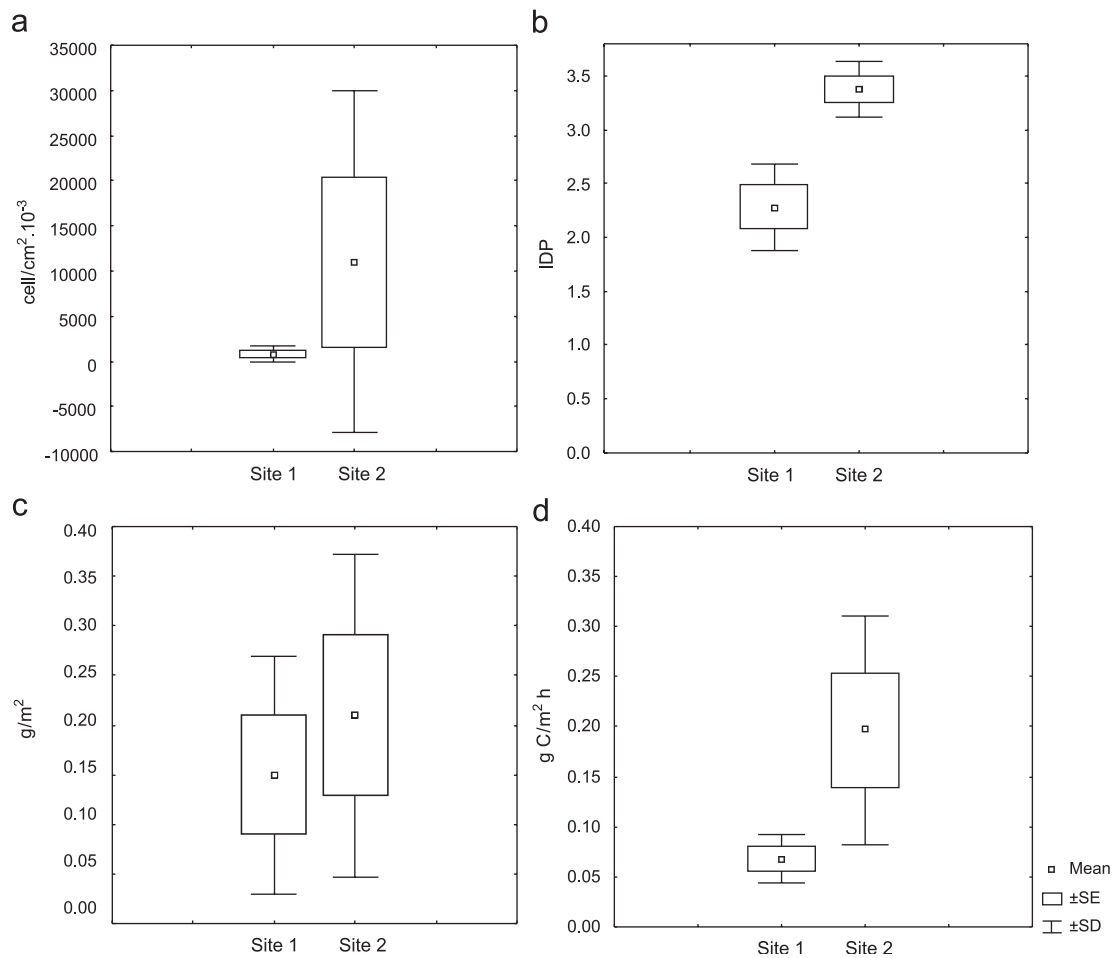 a
35000
30000
25000
20000
15000
10000
5000
0
-5000
-10000
cell/cm².10⁻³
Site 1 Site 2
b
3.5
3.0
2.5
2.0
1.5
1.0
0.5
0.0
IDP
Site 1 Site 2
c
0.40
0.35
0.30
0.25
0.20
0.15
0.10
0.05
0.00
g/m²
Site 1 Site 2
d
0.40
0.35
0.30
0.25
0.20
0.15
0.10
0.05
0.00
g C/m² h
Site 1 Site 2
Mean
±SE
±SD